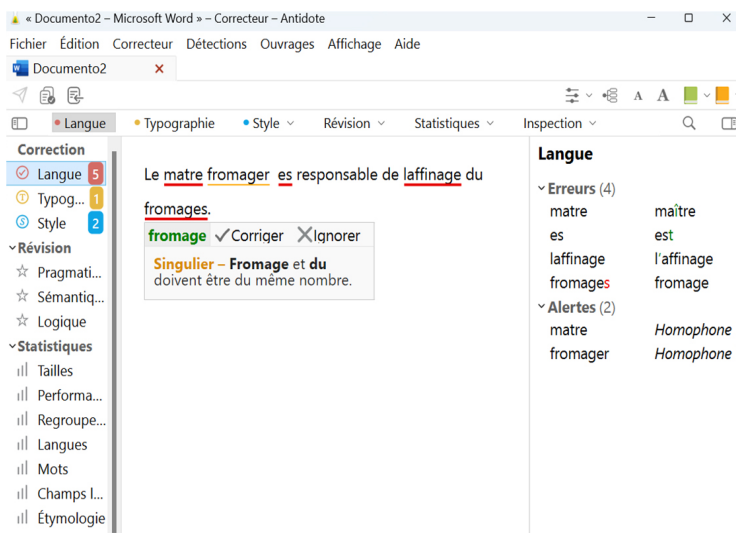 « Documento2 – Microsoft Word » – Correcteur – Antidote
Fichier Édition Correcteur Détections Ouvrages Affichage Aide
Documento2
A A
Langue Typographie Style Révision Statistiques Inspection
Correction
Langue 5
Typog... 1
Style 2
Révision
Pragmati...
Sémantiq...
Logique
Statistiques
Tailles
Performa...
Regroupe...
Langues
Mots
Champs l...
Étymologie
Le matre fromager es responsable de laffinage du
fromages.
fromage Corriger Ignorer
Singulier – Fromage et du
doivent être du même nombre.
Langue
Erreurs (4)
matre maître
es est
laffinage l'affinage
fromages fromage
Alertes (2)
matre Homophone
fromager Homophone